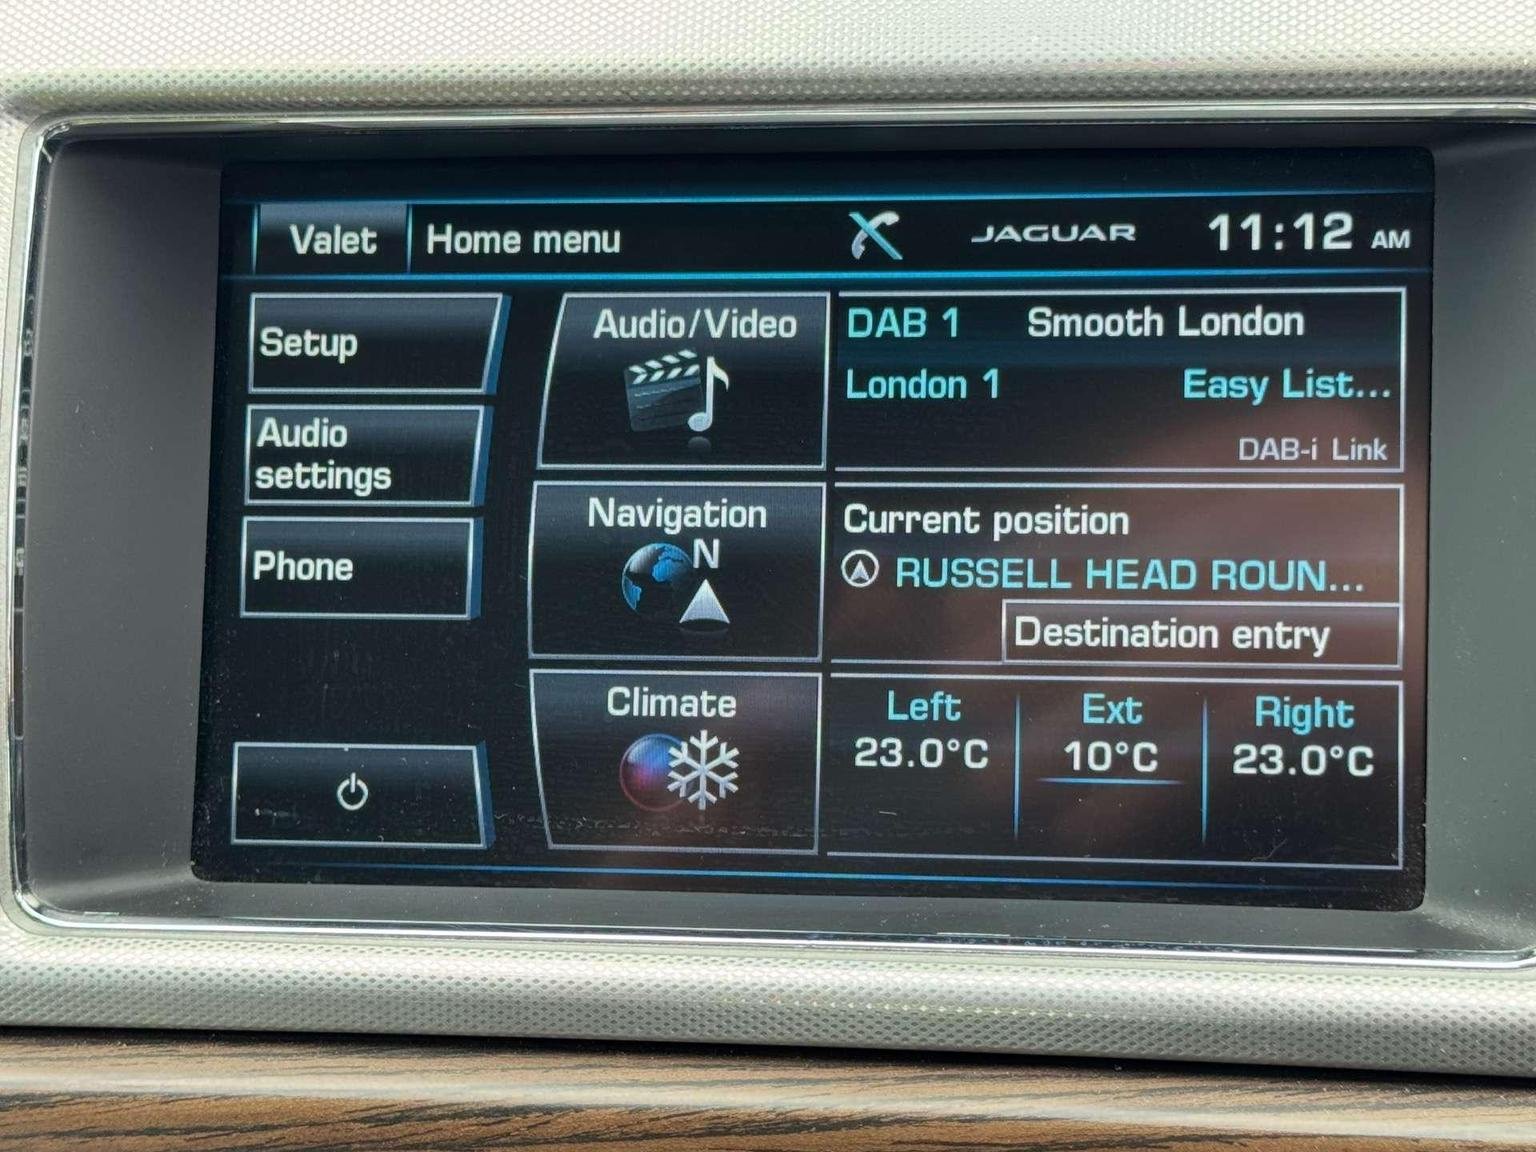 Valet
Home menu
JAGUAR
11:12 AM
Setup
Audio
settings
Phone
Audio/Video
Navigation
N
Climate
DAB 1 Smooth London
London 1 Easy List...
DAB-i Link
Current position
RUSSELL HEAD ROUN...
Destination entry
Left Ext Right
23.0°C 10°C 23.0°C